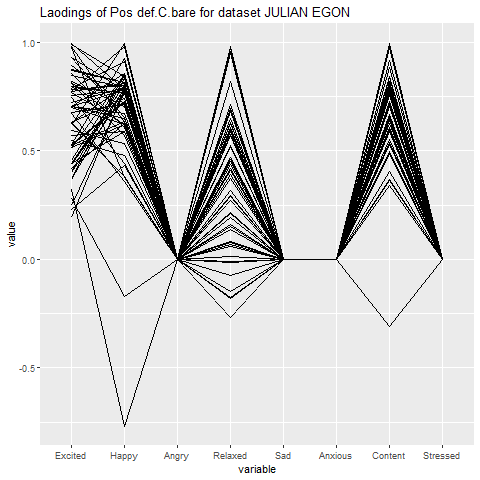 Laodings of Pos def.C.bare for dataset JULIAN EGON
value
1.0
0.5
0.0
-0.5
Excited Happy Angry Relaxed Sad Anxious Content Stressed
variable